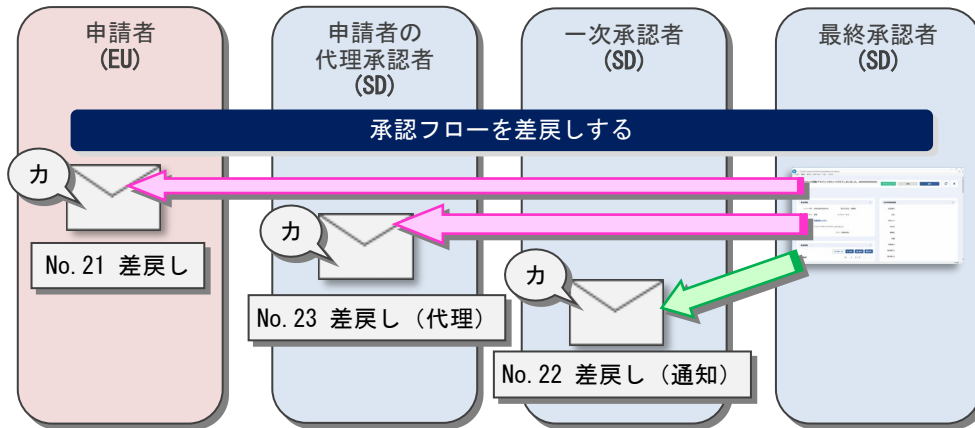 申請者
(EU)
申請者の
代理承認者
(SD)
一次承認者
(SD)
最終承認者
(SD)
承認フローを差戻しする
カ
No.21 差戻し
カ
No.23 差戻し（代理）
カ
No.22 差戻し（通知）